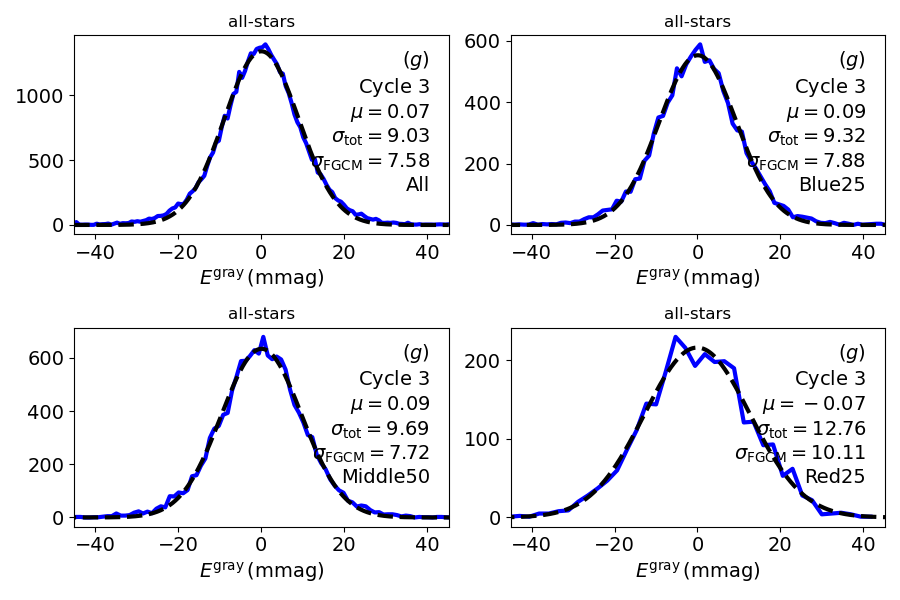 all-stars
(g)
Cycle 3
μ = 0.07
σtot = 9.03
σFGCM = 7.58
All
1000
500
0
−40 −20 0 20 40
E^gray (mmag)
all-stars
(g)
Cycle 3
μ = 0.09
σtot = 9.32
σFGCM = 7.88
Blue25
600
400
200
0
−40 −20 0 20 40
E^gray (mmag)
all-stars
(g)
Cycle 3
μ = 0.09
σtot = 9.69
σFGCM = 7.72
Middle50
600
400
200
0
−40 −20 0 20 40
E^gray (mmag)
all-stars
(g)
Cycle 3
μ = −0.07
σtot = 12.76
σFGCM = 10.11
Red25
200
100
0
−40 −20 0 20 40
E^gray (mmag)